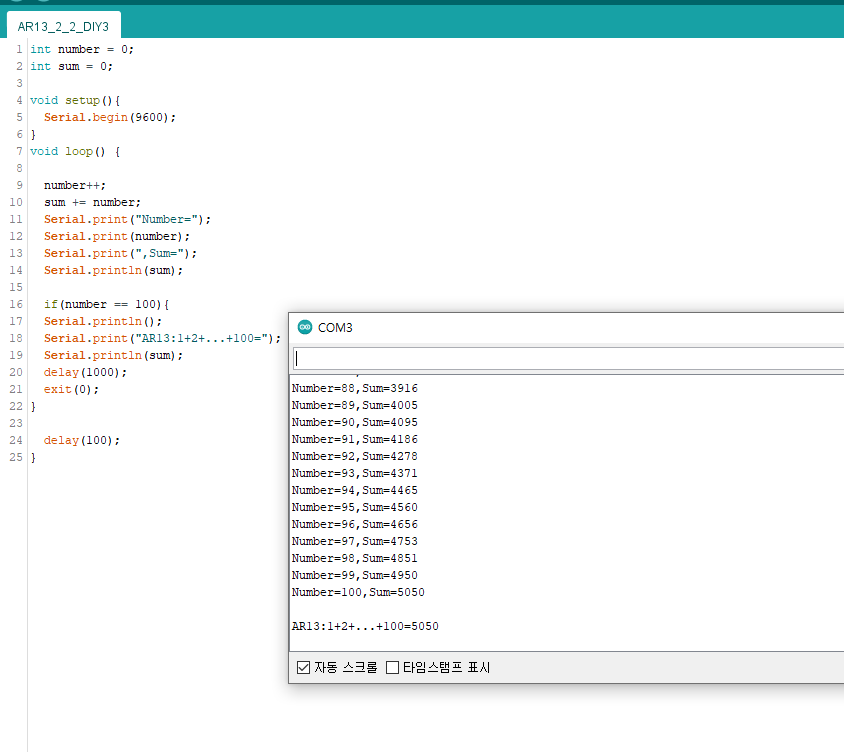 AR13_2_2_DIY3
1 int number = 0;
2 int sum = 0;
3
4 void setup(){
5   Serial.begin(9600);
6 }
7 void loop() {
8
9   number++;
10   sum += number;
11   Serial.print("Number=");
12   Serial.print(number);
13   Serial.print(",Sum=");
14   Serial.println(sum);
15
16   if(number == 100){
17   Serial.println();
18   Serial.print("AR13:1+2+...+100=");
19   Serial.println(sum);
20   delay(1000);
21   exit(0);
22 }
23
24   delay(100);
25 }
COM3
Number=88,Sum=3916
Number=89,Sum=4005
Number=90,Sum=4095
Number=91,Sum=4186
Number=92,Sum=4278
Number=93,Sum=4371
Number=94,Sum=4465
Number=95,Sum=4560
Number=96,Sum=4656
Number=97,Sum=4753
Number=98,Sum=4851
Number=99,Sum=4950
Number=100,Sum=5050
AR13:1+2+...+100=5050
자동 스크롤 타임스탬프 표시